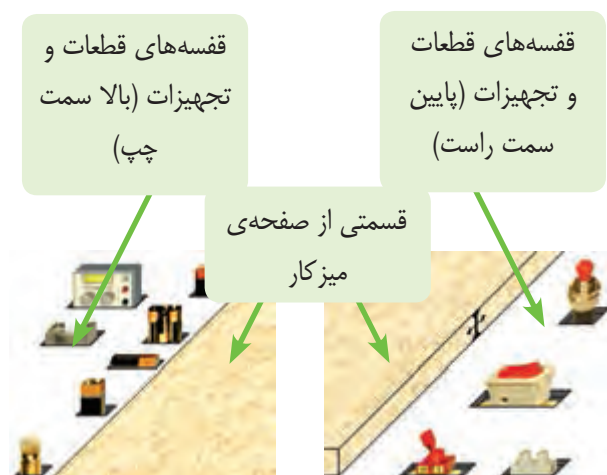 قفسه‌های قطعات
و تجهیزات (پایین
سمت راست)
قفسه‌های قطعات و
تجهیزات (بالا سمت
چپ)
قسمتی از صفحه‌ی
میزکار